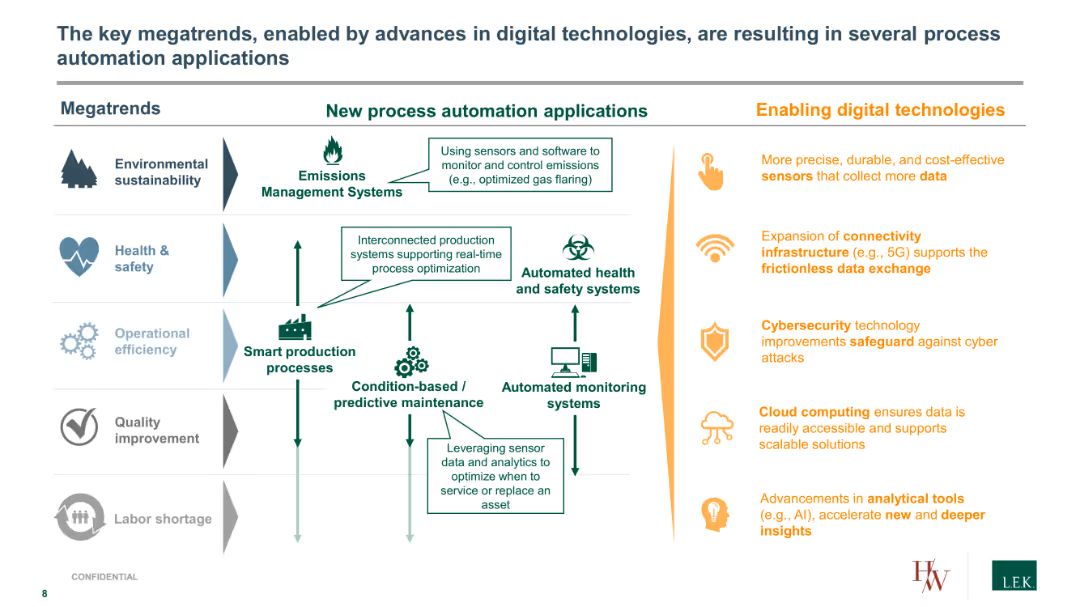 The key megatrends, enabled by advances in digital technologies, are resulting in several process
automation applications
Megatrends
New process automation applications
Enabling digital technologies
Environmental
sustainability
Emissions
Management Systems
Using sensors and software to
monitor and control emissions
(e.g., optimized gas flaring)
More precise, durable, and cost-effective
sensors that collect more data
Health &
safety
Interconnected production
systems supporting real-time
process optimization
Automated health
and safety systems
Expansion of connectivity
infrastructure (e.g., 5G) supports the
frictionless data exchange
Operational
efficiency
Smart production
processes
Condition-based /
predictive maintenance
Automated monitoring
systems
Cybersecurity technology
improvements safeguard against cyber
attacks
Quality
improvement
Leveraging sensor
data and analytics to
optimize when to
service or replace an
asset
Cloud computing ensures data is
readily accessible and supports
scalable solutions
Labor shortage
Advancements in analytical tools
(e.g., AI), accelerate new and deeper
insights
CONFIDENTIAL
8
HW
L.E.K.